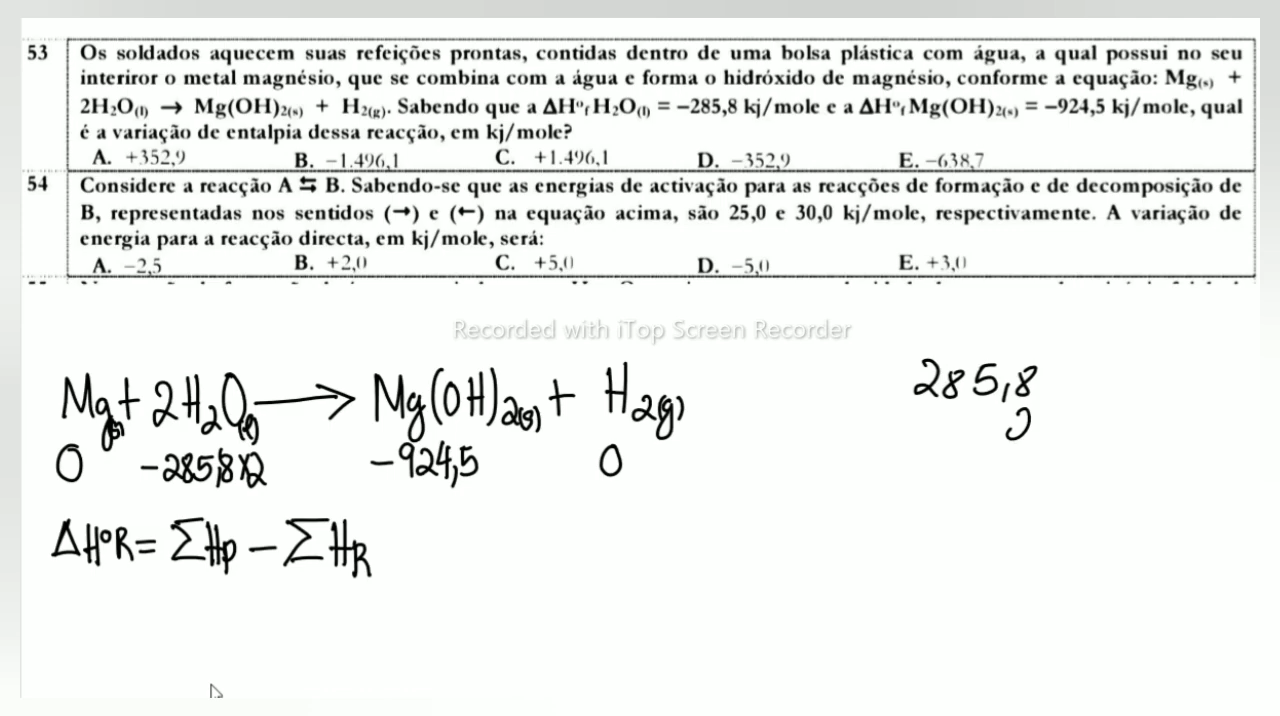 53 Os soldados aquecem suas refeições prontas, contidas dentro de uma bolsa plástica com água, a qual possui no seu
interiror o metal magnésio, que se combina com a água e forma o hidróxido de magnésio, conforme a equação: Mg(s) +
2H₂O(l) → Mg(OH)2(s) + H2(g). Sabendo que a ΔHºf H₂O(l) = −285,8 kj/mole e a ΔHºf Mg(OH)2(s) = −924,5 kj/mole, qual
é a variação de entalpia dessa reacção, em kj/mole?
A. +352,9 B. −1.496,1 C. +1.496,1 D. −352,9 E. −638,7
54 Considere a reacção A ⇆ B. Sabendo-se que as energias de activação para as reacções de formação e de decomposição de
B, representadas nos sentidos (→) e (←) na equação acima, são 25,0 e 30,0 kj/mole, respectivamente. A variação de
energia para a reacção directa, em kj/mole, será:
A. −2,5 B. +2,0 C. +5,0 D. −5,0 E. +3,0
Recorded with iTop Screen Recorder
Mg(s) + 2H₂O(l) → Mg(OH)2(s) + H2(g) 285,8
0 −285,8x2 −924,5 0
ΔHºR = ΣHp − ΣHR